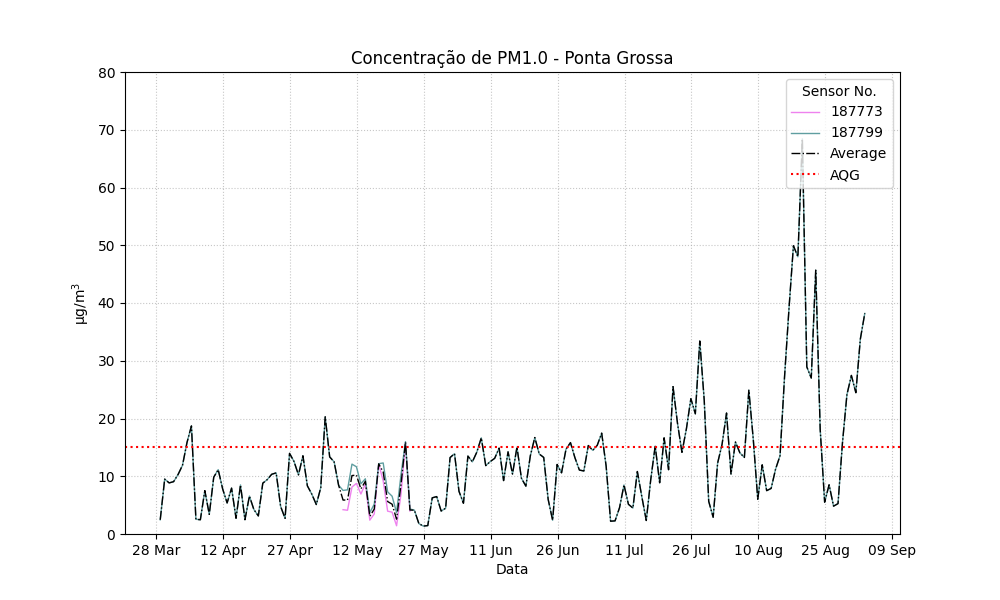 Concentração de PM1.0 - Ponta Grossa
80
70
60
50
40
30
20
10
0
µg/m³
Sensor No.
187773
187799
Average
AQG
28 Mar 12 Apr 27 Apr 12 May 27 May 11 Jun 26 Jun 11 Jul 26 Jul 10 Aug 25 Aug 09 Sep
Data